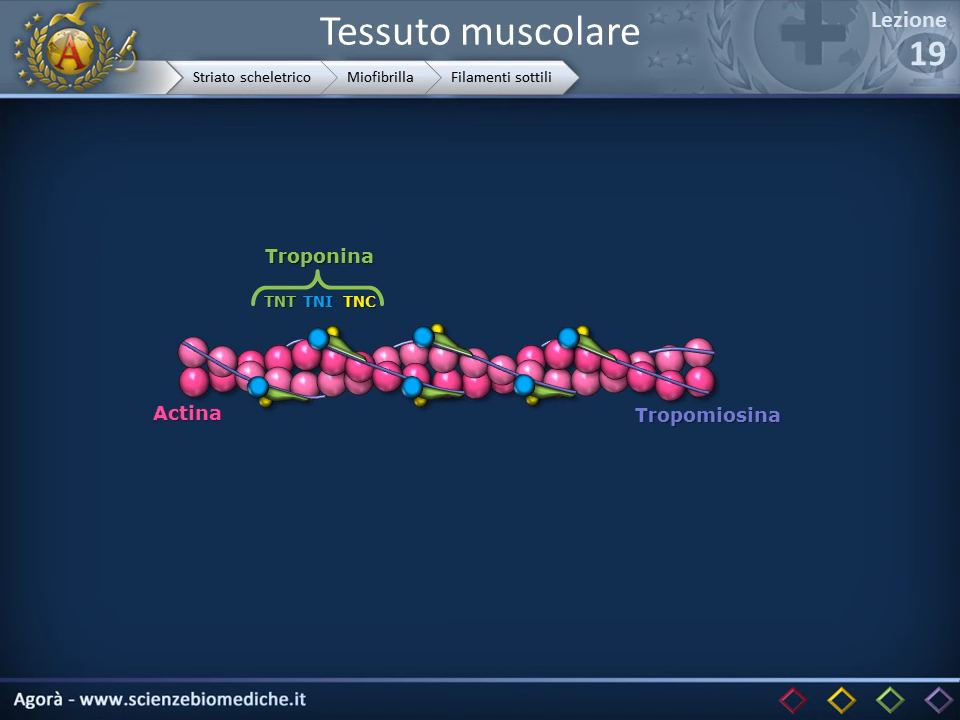 Tessuto muscolare
Lezione
19
Striato scheletrico
Miofibrilla
Filamenti sottili
A
Troponina
TNT TNI TNC
Actina
Tropomiosina
Agorà - www.scienzebiomediche.it